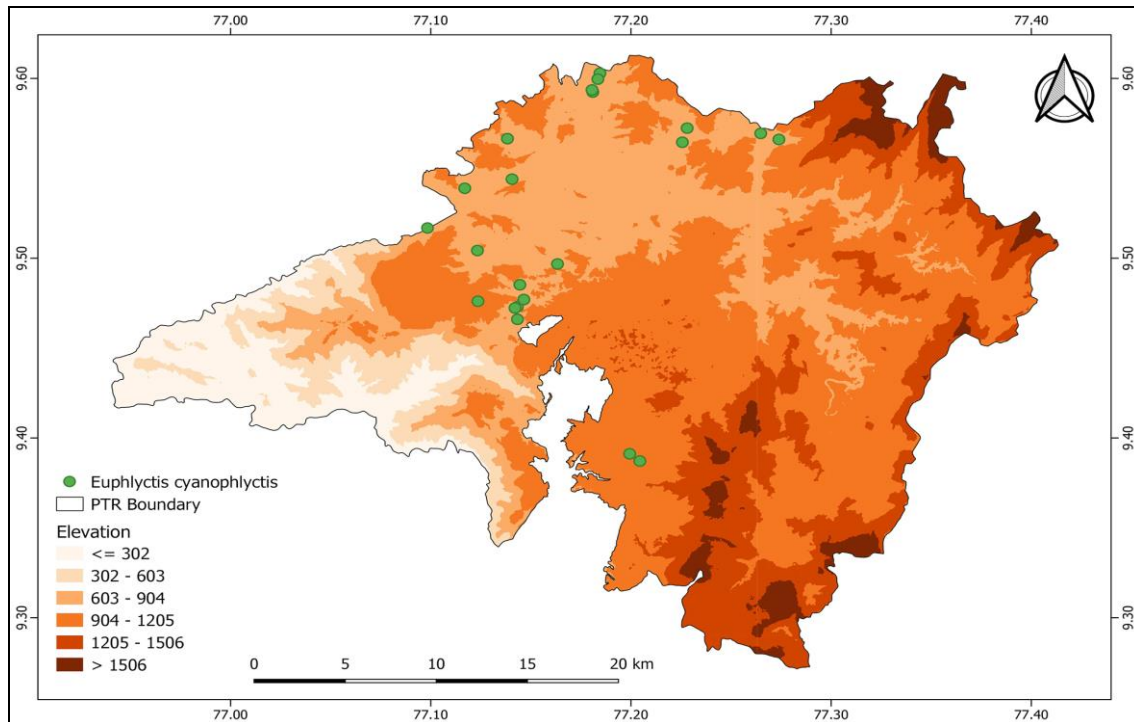 77.00 77.10 77.20 77.30 77.40
9.60 9.60
9.50 9.50
9.40 9.40
Euphlyctis cyanophlyctis
PTR Boundary
Elevation
<= 302
302 - 603
603 - 904
904 - 1205
1205 - 1506
> 1506
9.30 9.30
0 5 10 15 20 km
77.00 77.10 77.20 77.30 77.40